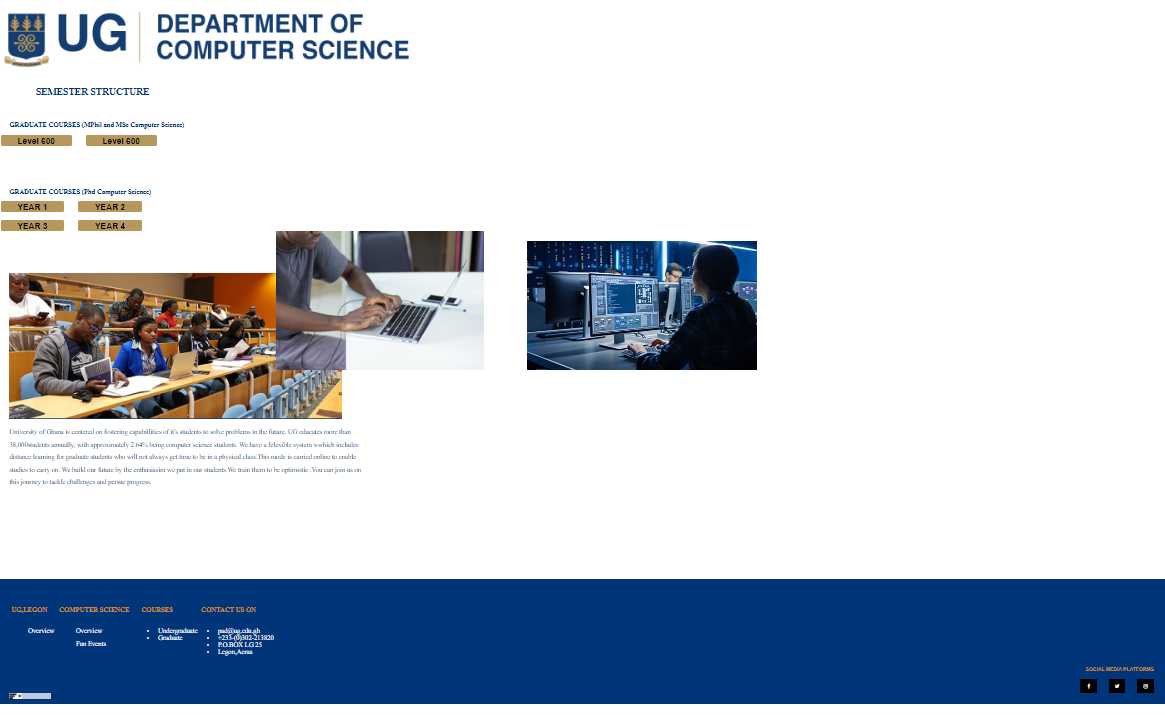 UG
DEPARTMENT OF
COMPUTER SCIENCE
SEMESTER STRUCTURE
GRADUATE COURSES (MPhil and MSc Computer Science)
Level 600 Level 600
GRADUATE COURSES (Phd Computer Science)
YEAR 1 YEAR 2
YEAR 3 YEAR 4
University of Ghana is centered on fostering capabitlities of it's students to solve problems in the future. UG educates more than
38,000students annually, with approximately 2.64% being computer science students. We have a felexible system wwhich includes
distance learning for graduate students who will not always get time to be in a physical class.This mode is carried online to enable
studies to carry on. We build our future by the enthusiasim we put in our students.We train them to be optimistic .You can join us on
this journey to tackle challenges and persue progress.
UG,LEGON COMPUTER SCIENCE COURSES CONTACT US ON
Overview Overview Undergraduate pad@ug.edu.gh
Graduate +233-(0)302-213820
Fun Events P.O.BOX LG 25
Legon,Accra
SOCIAL MEDIA PLATFORMS